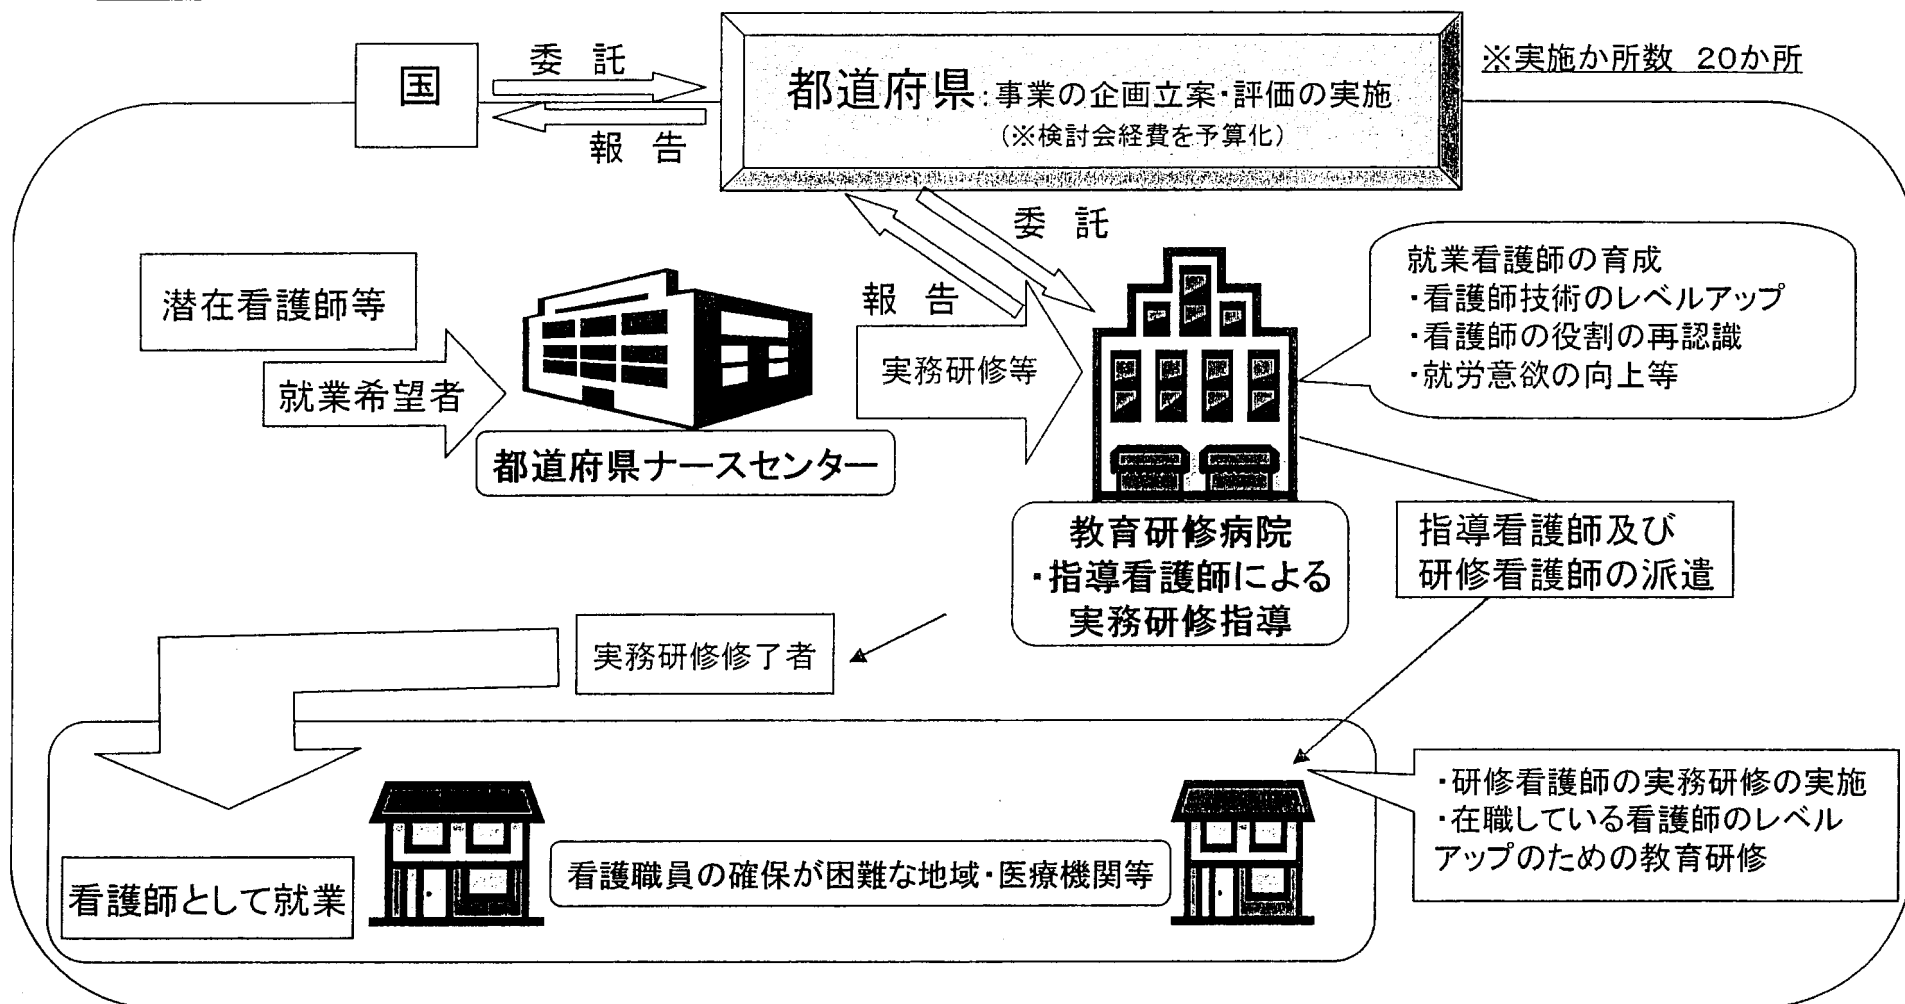 国
委 託
報 告
都道府県:事業の企画立案・評価の実施
(※検討会経費を予算化)
※実施か所数 20か所
潜在看護師等
就業希望者
都道府県ナースセンター
委 託
報 告
実務研修等
就業看護師の育成
・看護師技術のレベルアップ
・看護師の役割の再認識
・就労意欲の向上等
教育研修病院
・指導看護師による
実務研修指導
指導看護師及び
研修看護師の派遣
実務研修修了者
看護師として就業
看護職員の確保が困難な地域・医療機関等
・研修看護師の実務研修の実施
・在職している看護師のレベル
アップのための教育研修